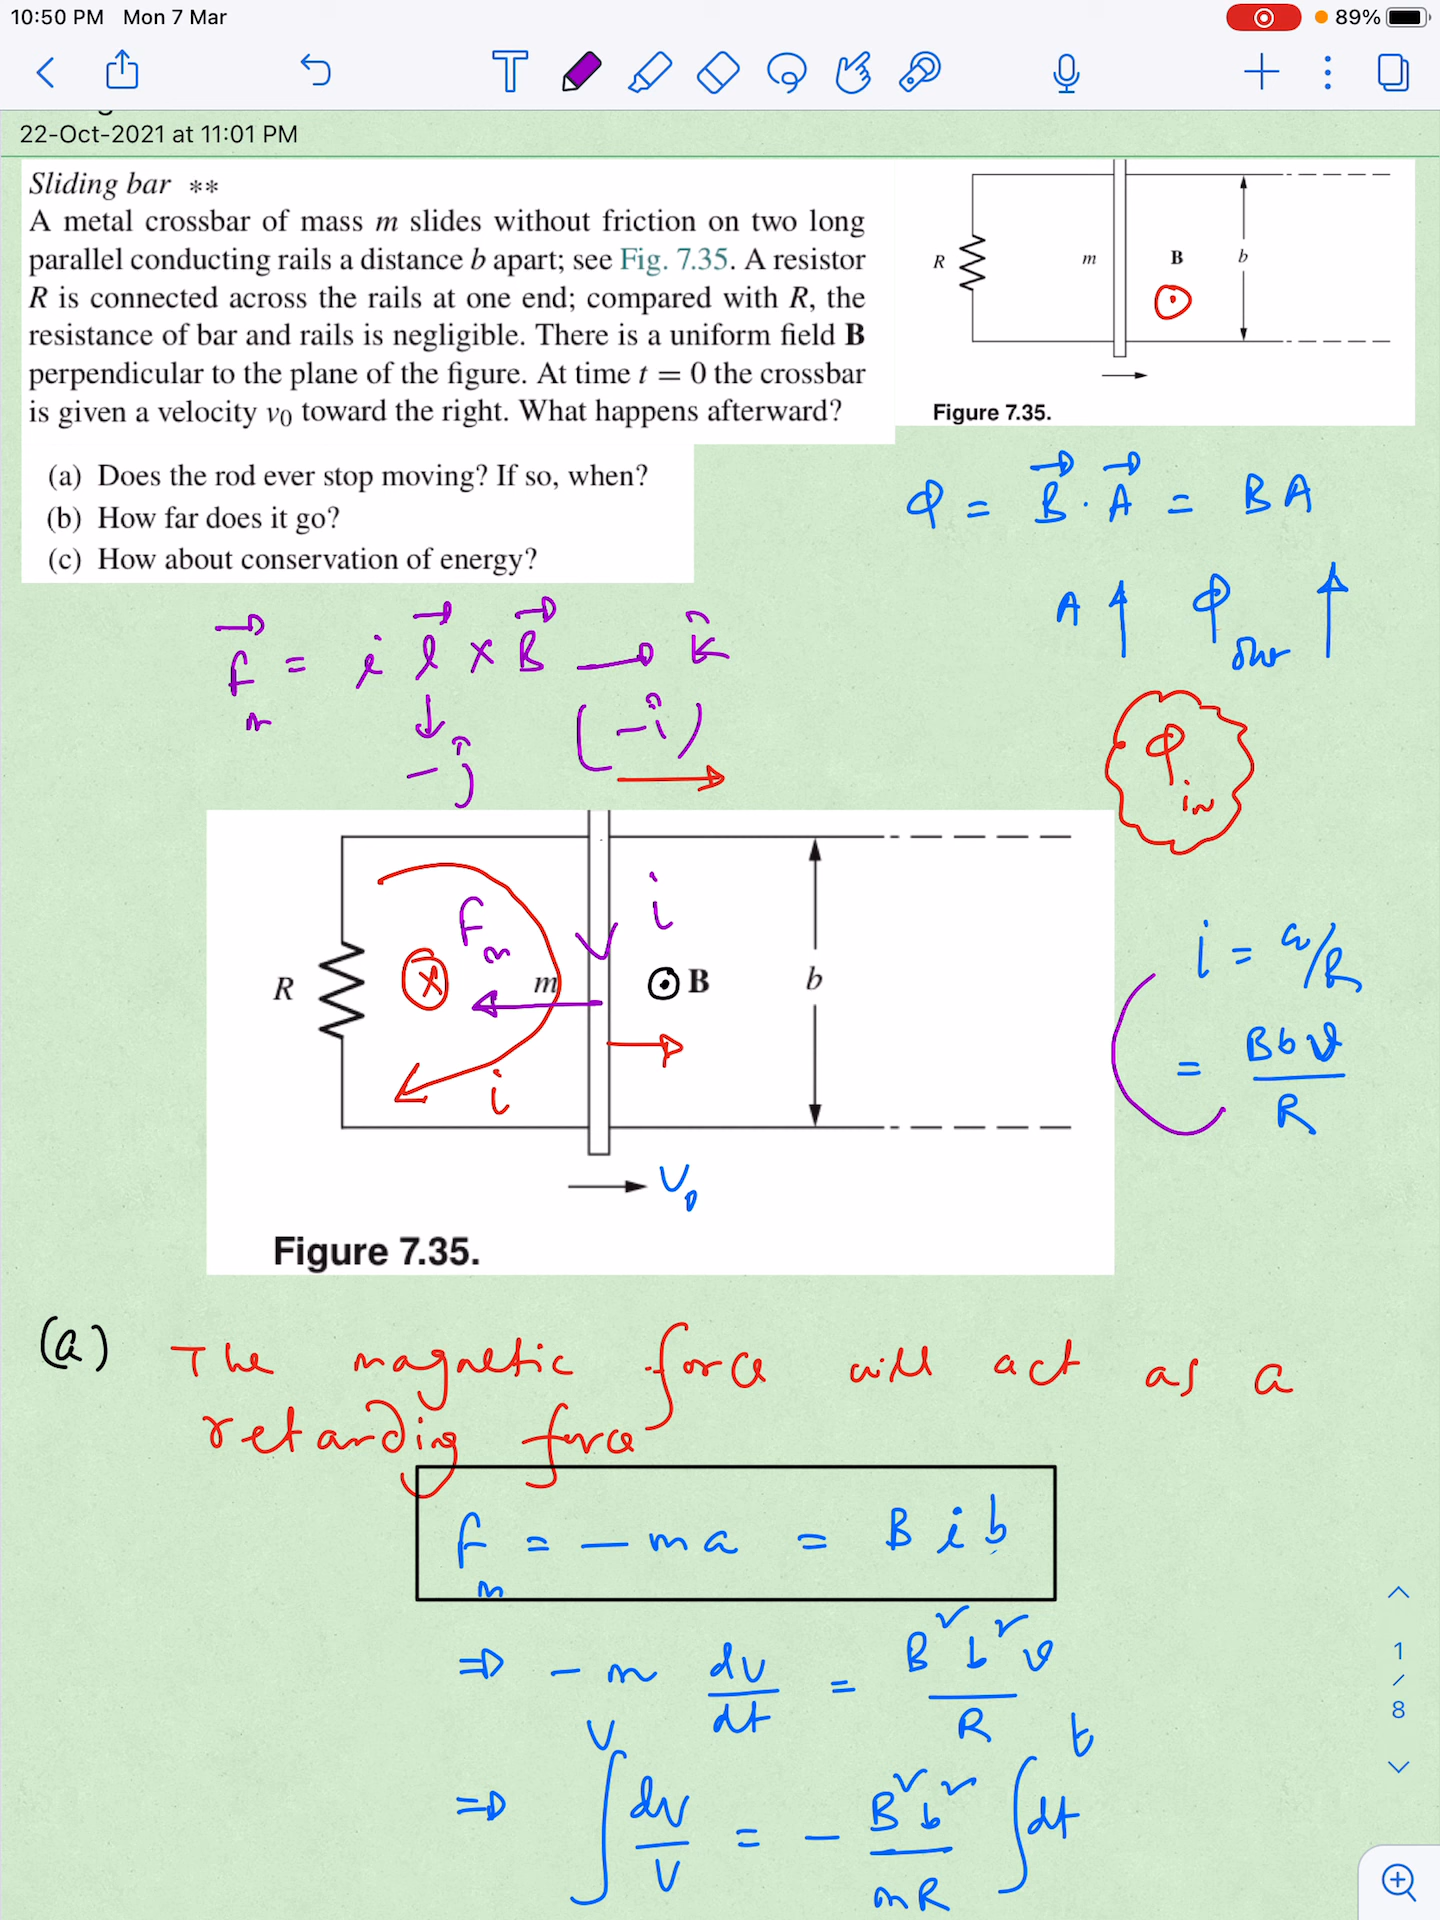 10:50 PM Mon 7 Mar
89%
22-Oct-2021 at 11:01 PM
Sliding bar **
A metal crossbar of mass m slides without friction on two long
parallel conducting rails a distance b apart; see Fig. 7.35. A resistor
R is connected across the rails at one end; compared with R, the
resistance of bar and rails is negligible. There is a uniform field B
perpendicular to the plane of the figure. At time t = 0 the crossbar
is given a velocity v₀ toward the right. What happens afterward?
R m B b
Figure 7.35.
(a) Does the rod ever stop moving? If so, when?
(b) How far does it go?
(c) How about conservation of energy?
Φ = B⃗ · A⃗ = BA
A ↑ Φ out ↑
Φ in
F⃗m = i l⃗ × B⃗ → k̂
↓ -ĵ (-î)
R F m m i B b
i
V₀
Figure 7.35.
i = ε/R
= Bbv/R
(a) The magnetic force will act as a
retarding force
Fm = -ma = Bib
⇒ -m dv/dt = B²b²v/R
⇒ ∫^V dv/V = - B²b²/mR ∫^t dt
1/8